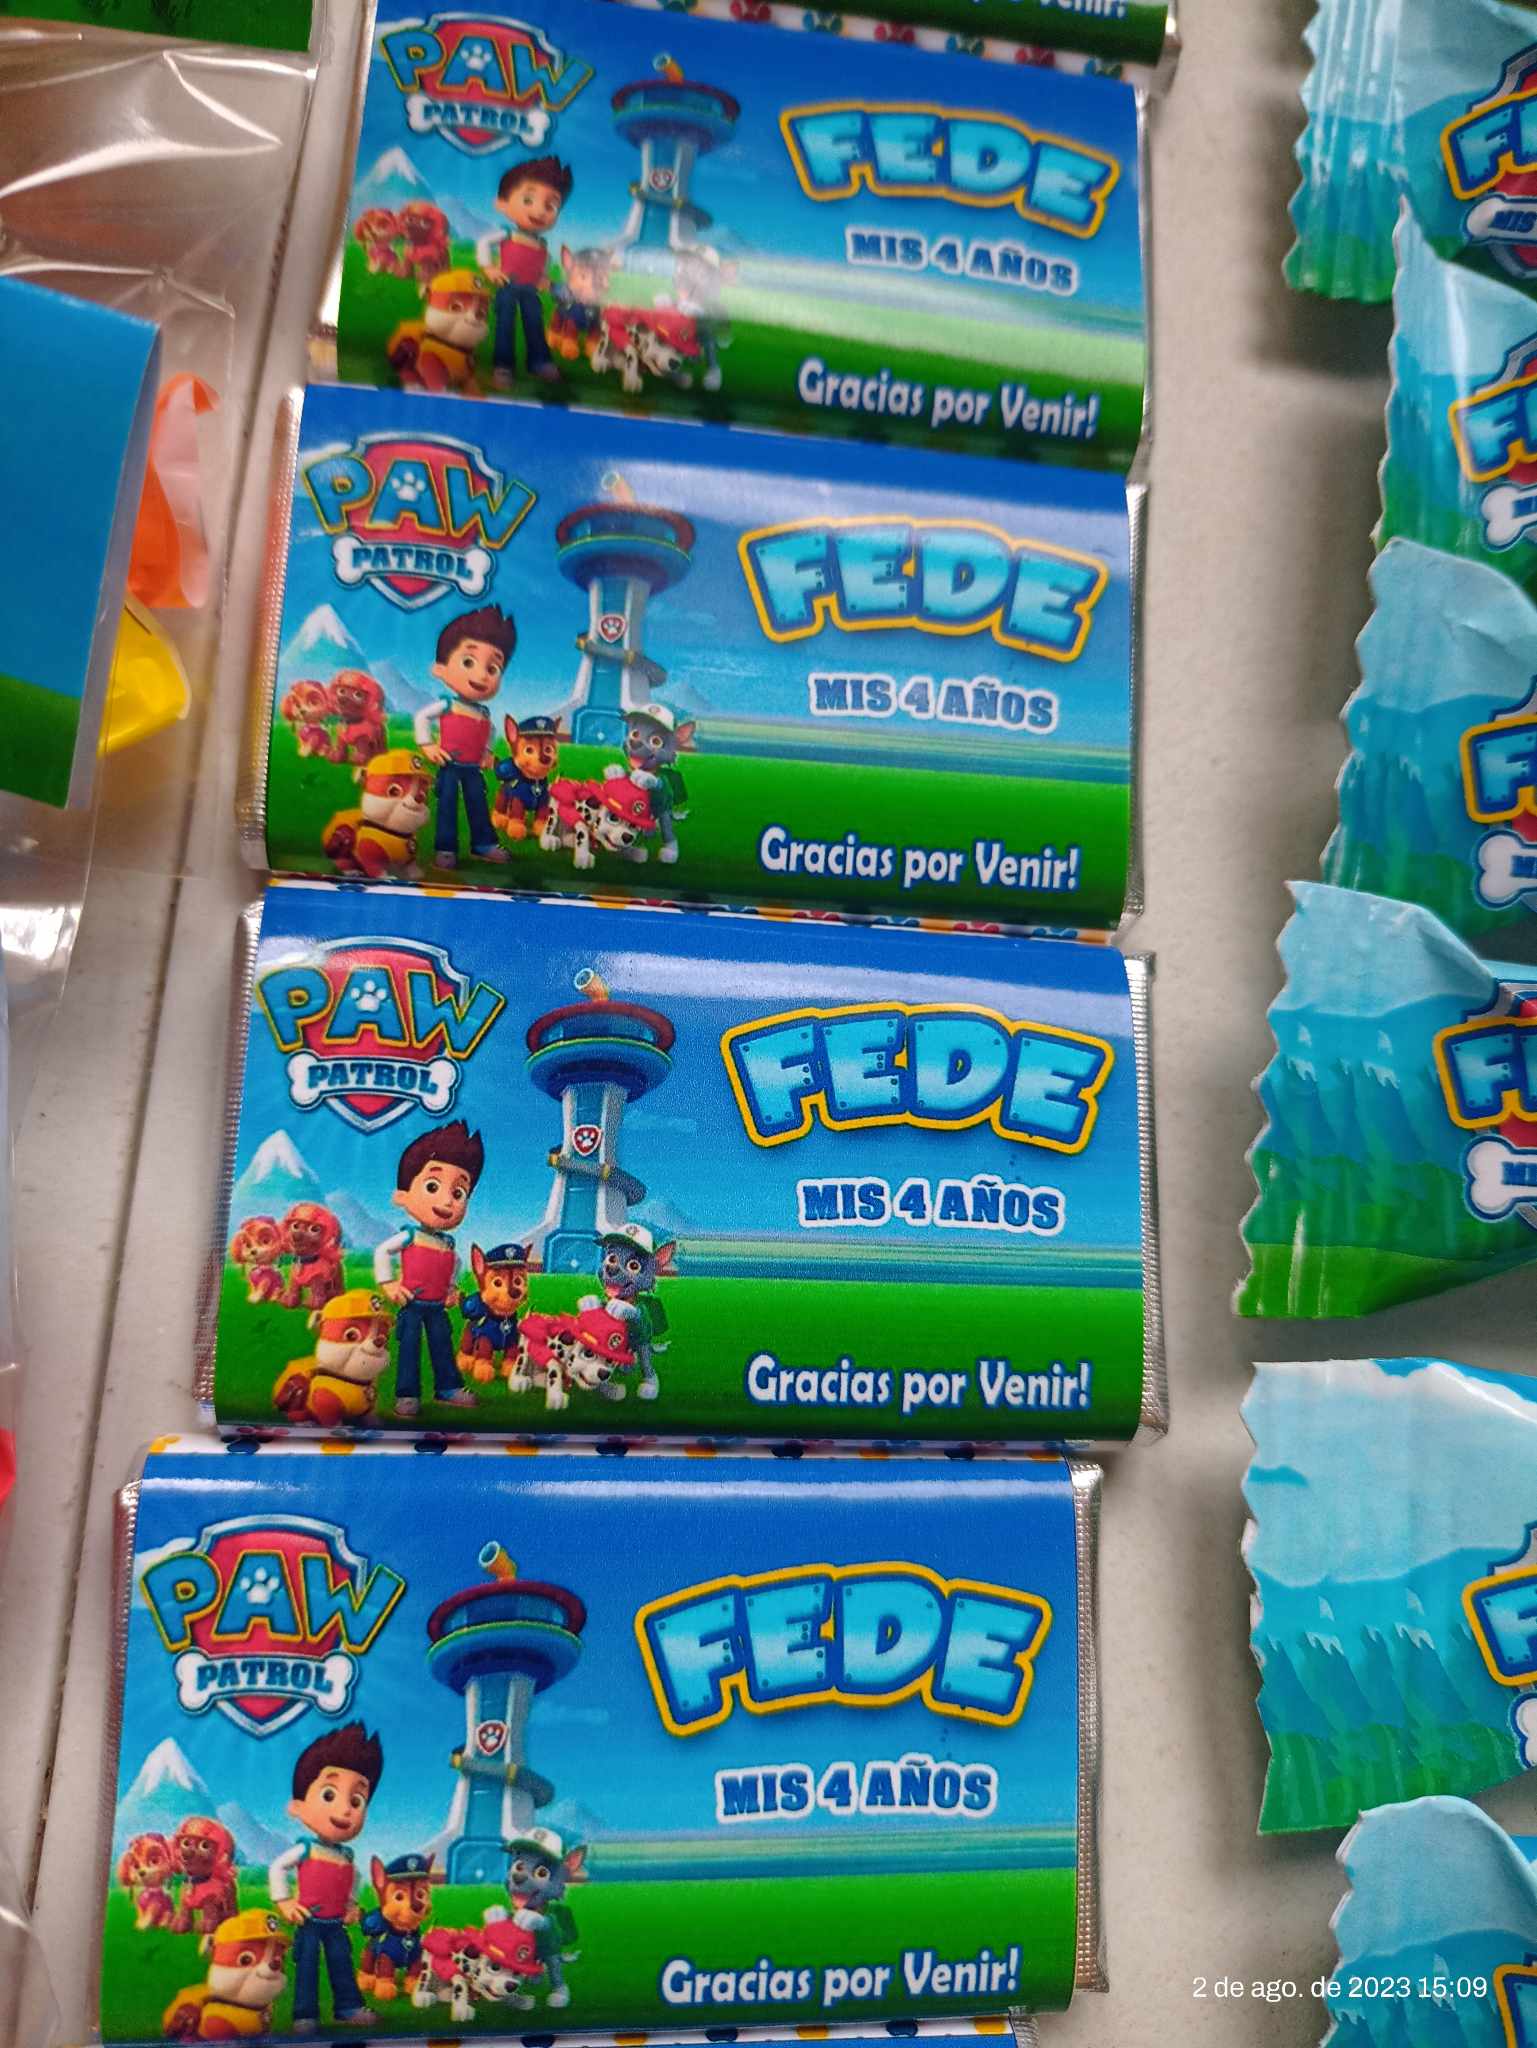 Venir!
PAW
PATROL
FEDE
MIS 4 AÑOS
Gracias por Venir!
PAW
PATROL
FEDE
MIS 4 AÑOS
Gracias por Venir!
PAW
PATROL
FEDE
MIS 4 AÑOS
Gracias por Venir!
PAW
PATROL
FEDE
MIS 4 AÑOS
Gracias por Venir!
MIS
2 de ago. de 2023 15:09